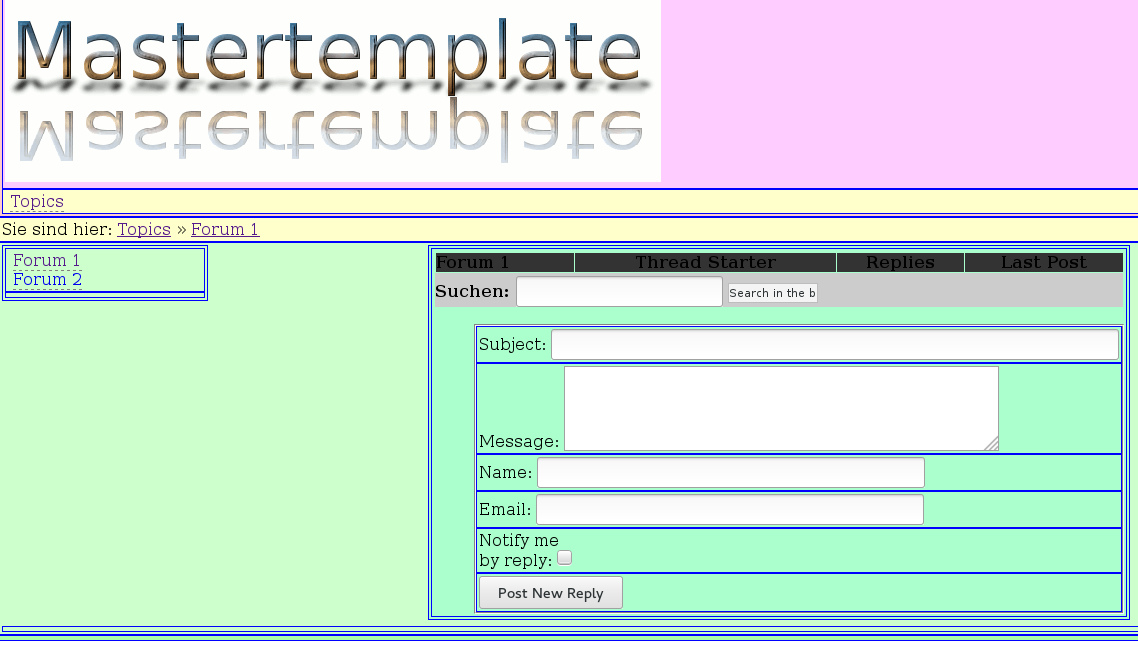 Mastertemplate
Topics
Sie sind hier: Topics » Forum 1
Forum 1
Forum 2
Forum 1 Thread Starter Replies Last Post
Suchen: Search in the b
Subject:
Message:
Name:
Email:
Notify me
by reply:
Post New Reply